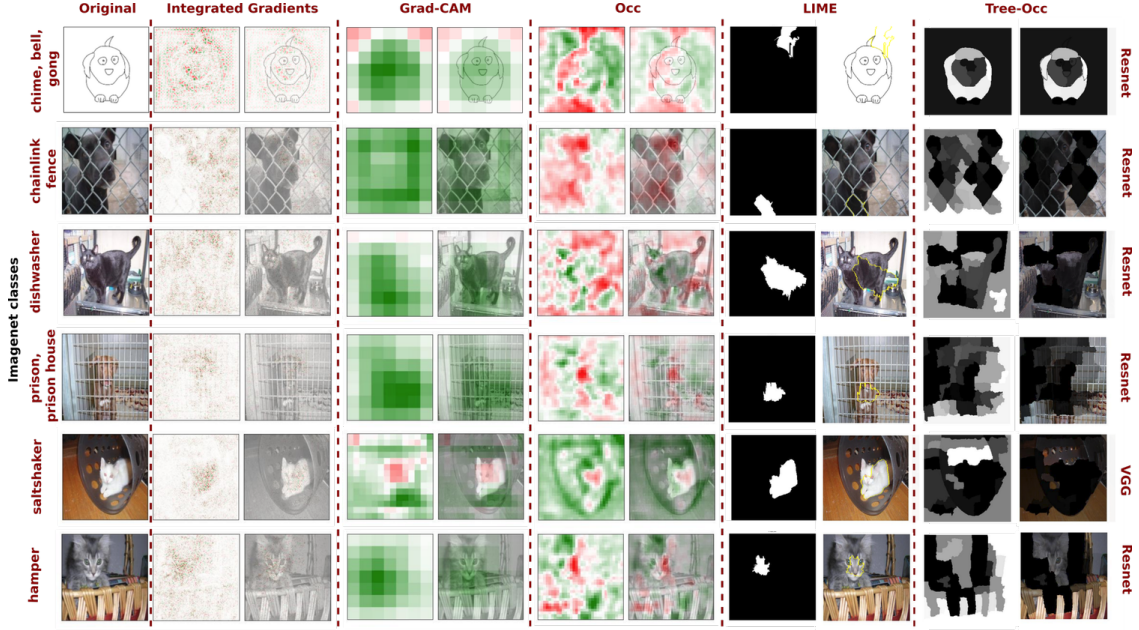 Original Integrated Gradients Grad-CAM Occ LIME Tree-Occ
Imagenet classes
chime, bell,
gong
Resnet
chainlink
fence
Resnet
dishwasher
Resnet
prison,
prison house
Resnet
saltshaker
VGG
hamper
Resnet